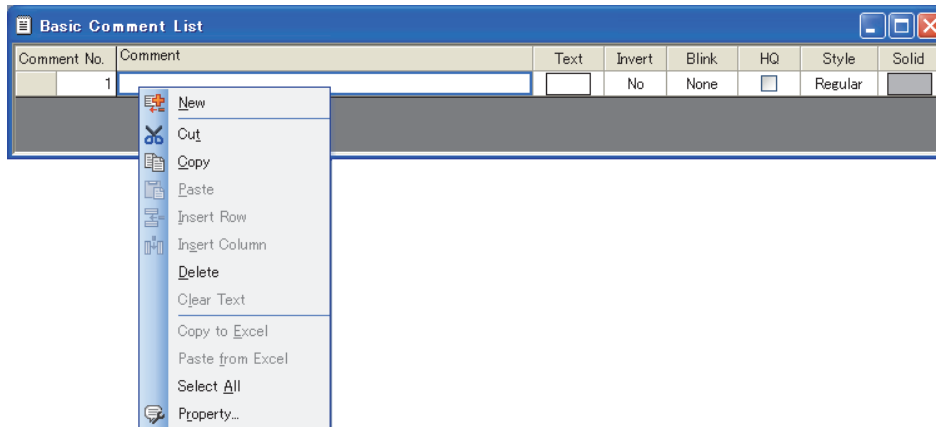 Basic Comment List
Comment No. Comment Text Invert Blink HQ Style Solid
1 No None Regular
New
Cut
Copy
Paste
Insert Row
Insert Column
Delete
Clear Text
Copy to Excel
Paste from Excel
Select All
Property...